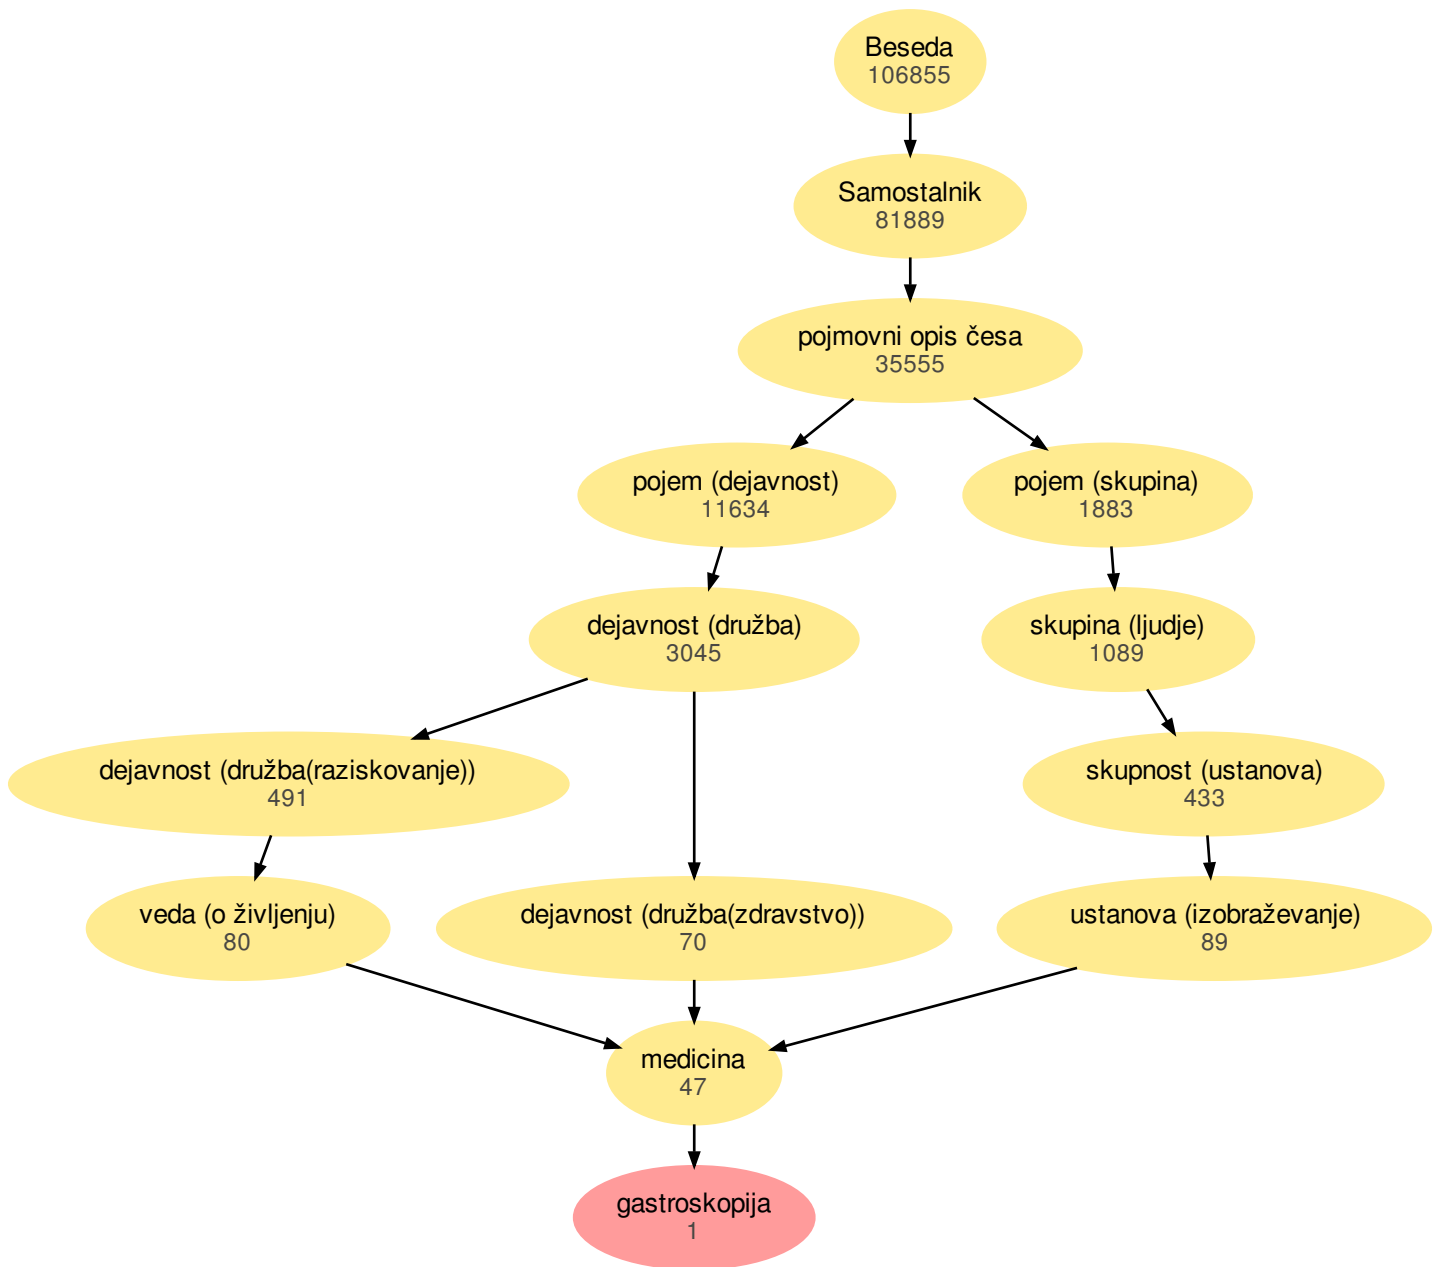 Beseda
106855
Samostalnik
81889
pojmovni opis česa
35555
pojem (dejavnost)
11634
pojem (skupina)
1883
dejavnost (družba)
3045
skupina (ljudje)
1089
dejavnost (družba(raziskovanje))
491
skupnost (ustanova)
433
veda (o življenju)
80
dejavnost (družba(zdravstvo))
70
ustanova (izobraževanje)
89
medicina
47
gastroskopija
1